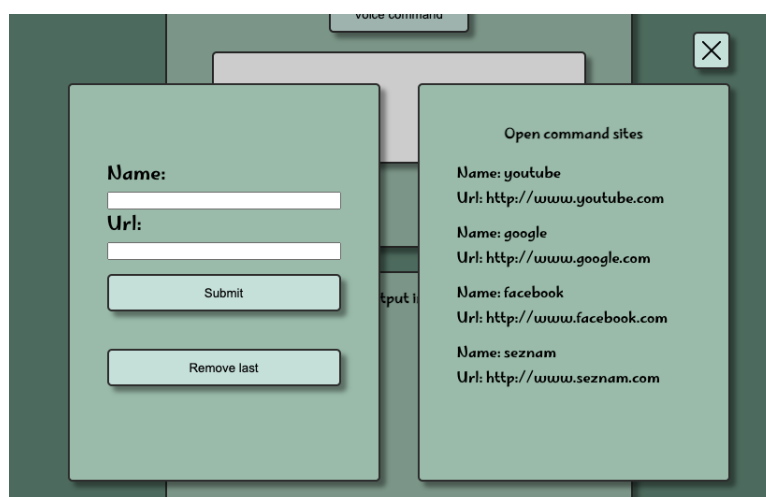 voice command
Name:
Url:
Submit
Remove last
tput i
Open command sites
Name: youtube
Url: http://www.youtube.com
Name: google
Url: http://www.google.com
Name: facebook
Url: http://www.facebook.com
Name: seznam
Url: http://www.seznam.com